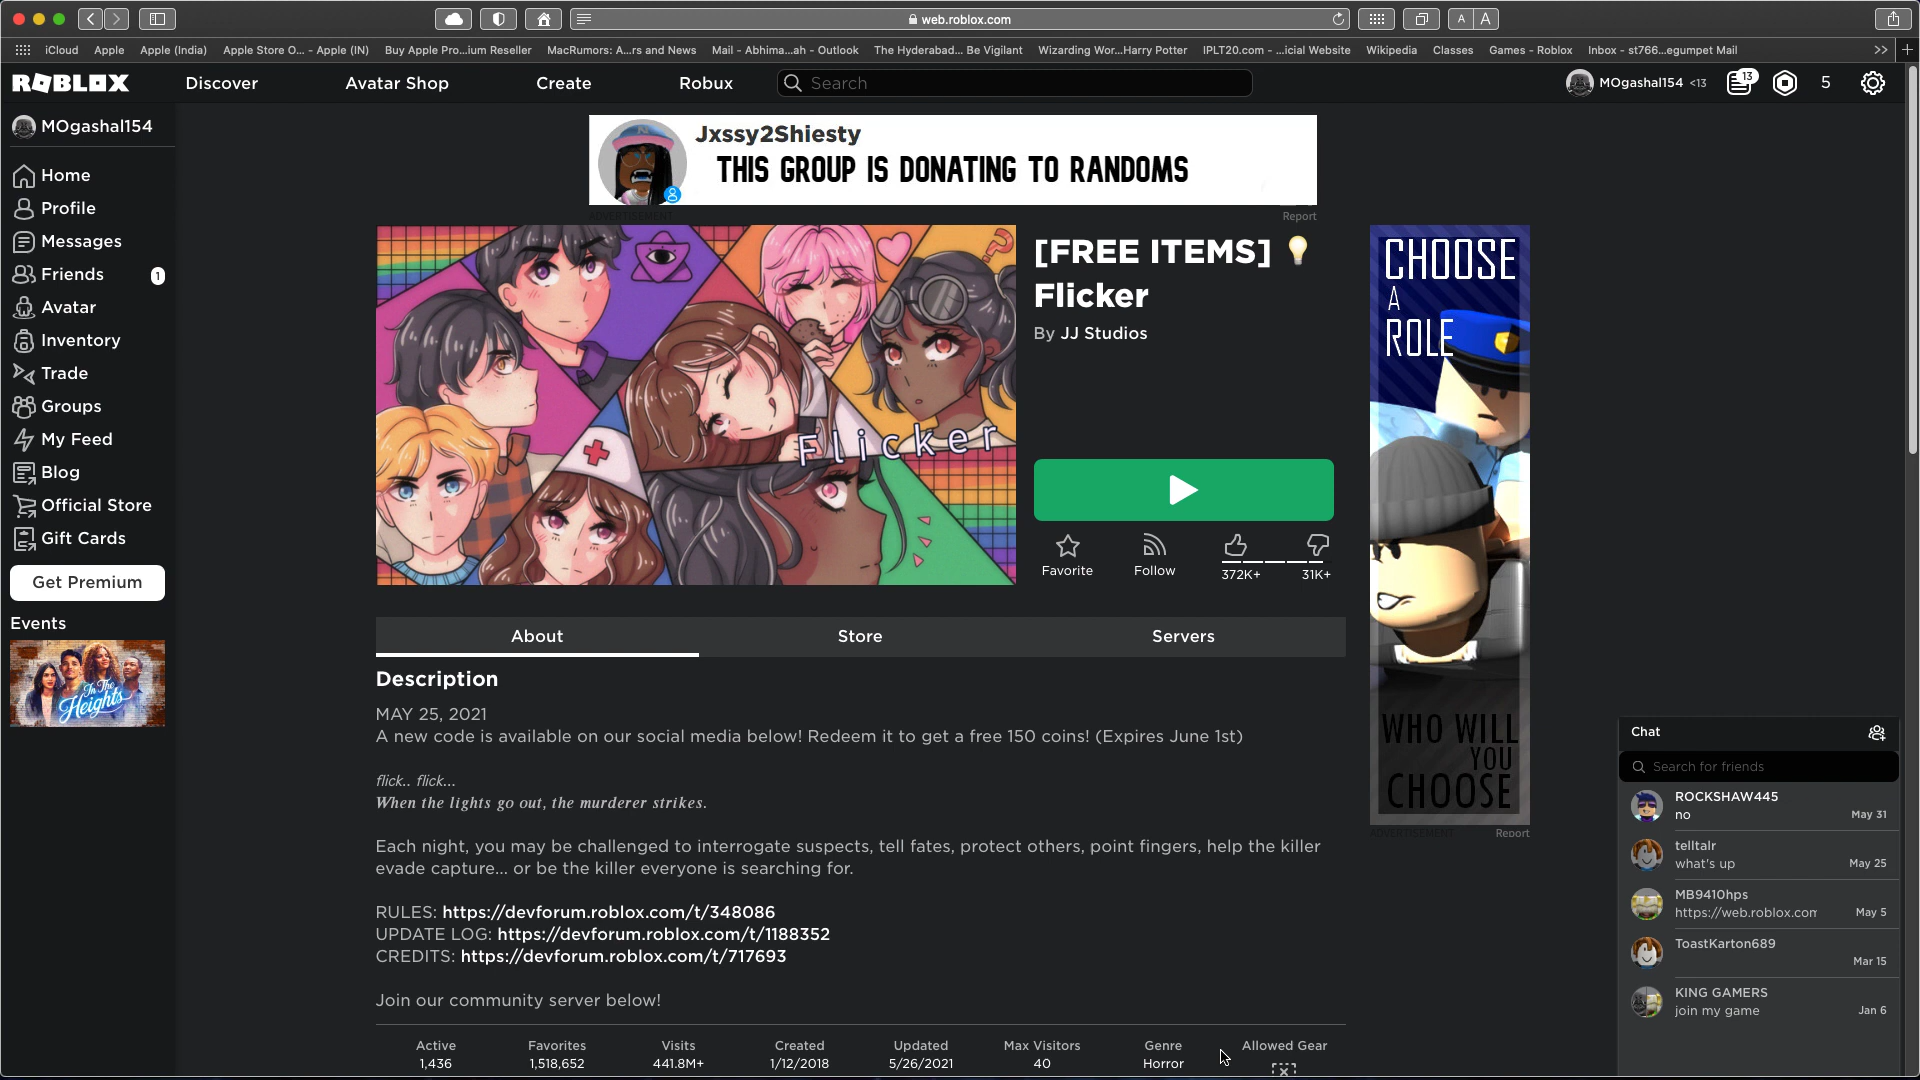 web.roblox.com
A A
iCloud Apple Apple (India) Apple Store O... - Apple (IN) Buy Apple Pro...ium Reseller MacRumors: A...rs and News Mail - Abhima...ah - Outlook The Hyderabad... Be Vigilant Wizarding Wor...Harry Potter IPLT20.com - ...icial Website Wikipedia Classes Games - Roblox Inbox - st766...egumpet Mail
ROBLOX Discover Avatar Shop Create Robux Search MOgashal154 <13 13 5
MOgashal154
Home
Profile
Messages
Friends 1
Avatar
Inventory
Trade
Groups
My Feed
Blog
Official Store
Gift Cards
Get Premium
Events
In The
Heights
Jxssy2Shiesty
THIS GROUP IS DONATING TO RANDOMS
ADVERTISEMENT Report
Flicker
[FREE ITEMS] 💡
Flicker
By JJ Studios
Favorite Follow 372K+ 31K+
CHOOSE
A
ROLE
WHO WILL
YOU
CHOOSE
ADVERTISEMENT Report
About Store Servers
Description
MAY 25, 2021
A new code is available on our social media below! Redeem it to get a free 150 coins! (Expires June 1st)
flick.. flick...
When the lights go out, the murderer strikes.
Each night, you may be challenged to interrogate suspects, tell fates, protect others, point fingers, help the killer
evade capture... or be the killer everyone is searching for.
RULES: https://devforum.roblox.com/t/348086
UPDATE LOG: https://devforum.roblox.com/t/1188352
CREDITS: https://devforum.roblox.com/t/717693
Join our community server below!
Active Favorites Visits Created Updated Max Visitors Genre Allowed Gear
1,436 1,518,652 441.8M+ 1/12/2018 5/26/2021 40 Horror
Chat
Search for friends
ROCKSHAW445
no May 31
telltalr
what's up May 25
MB9410hps
https://web.roblox.com May 5
ToastKarton689
Mar 15
KING GAMERS
join my game Jan 6